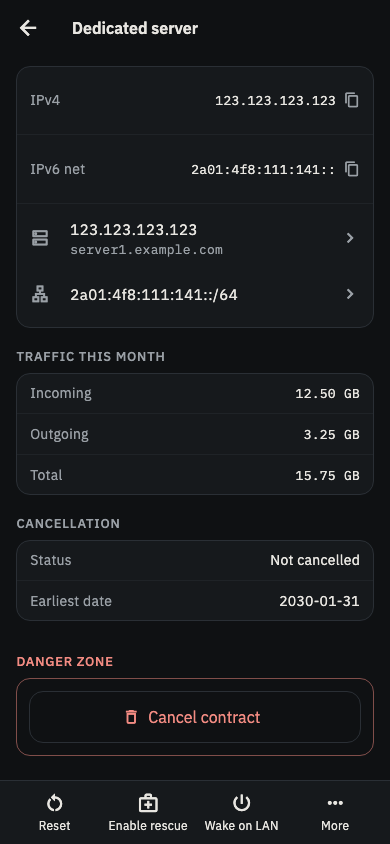 Dedicated server
IPv4 123.123.123.123
IPv6 net 2a01:4f8:111:141::
123.123.123.123
server1.example.com
2a01:4f8:111:141::/64
TRAFFIC THIS MONTH
Incoming 12.50 GB
Outgoing 3.25 GB
Total 15.75 GB
CANCELLATION
Status Not cancelled
Earliest date 2030-01-31
DANGER ZONE
Cancel contract
Reset Enable rescue Wake on LAN More